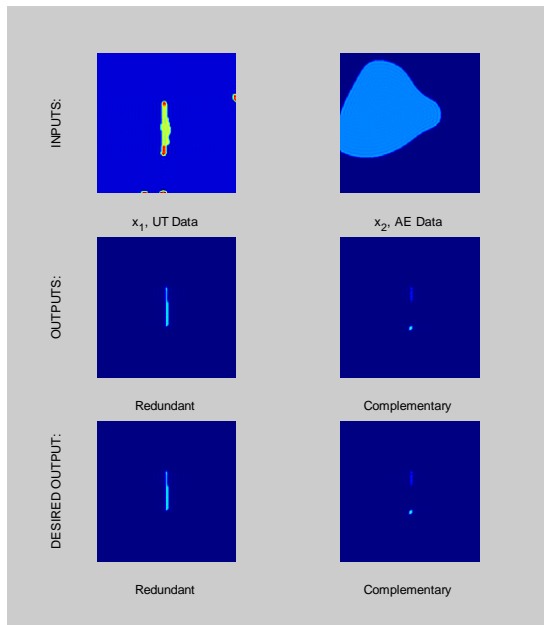 INPUTS:
x1, UT Data
x2, AE Data
OUTPUTS:
Redundant
Complementary
DESIRED OUTPUT:
Redundant
Complementary